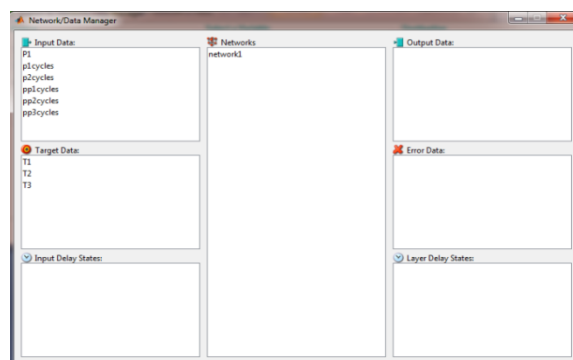 Network/Data Manager
Input Data:
P1
p1cycles
p2cycles
pp1cycles
pp2cycles
pp3cycles
Target Data:
T1
T2
T3
Input Delay States:
Networks
network1
Output Data:
Error Data:
Layer Delay States: